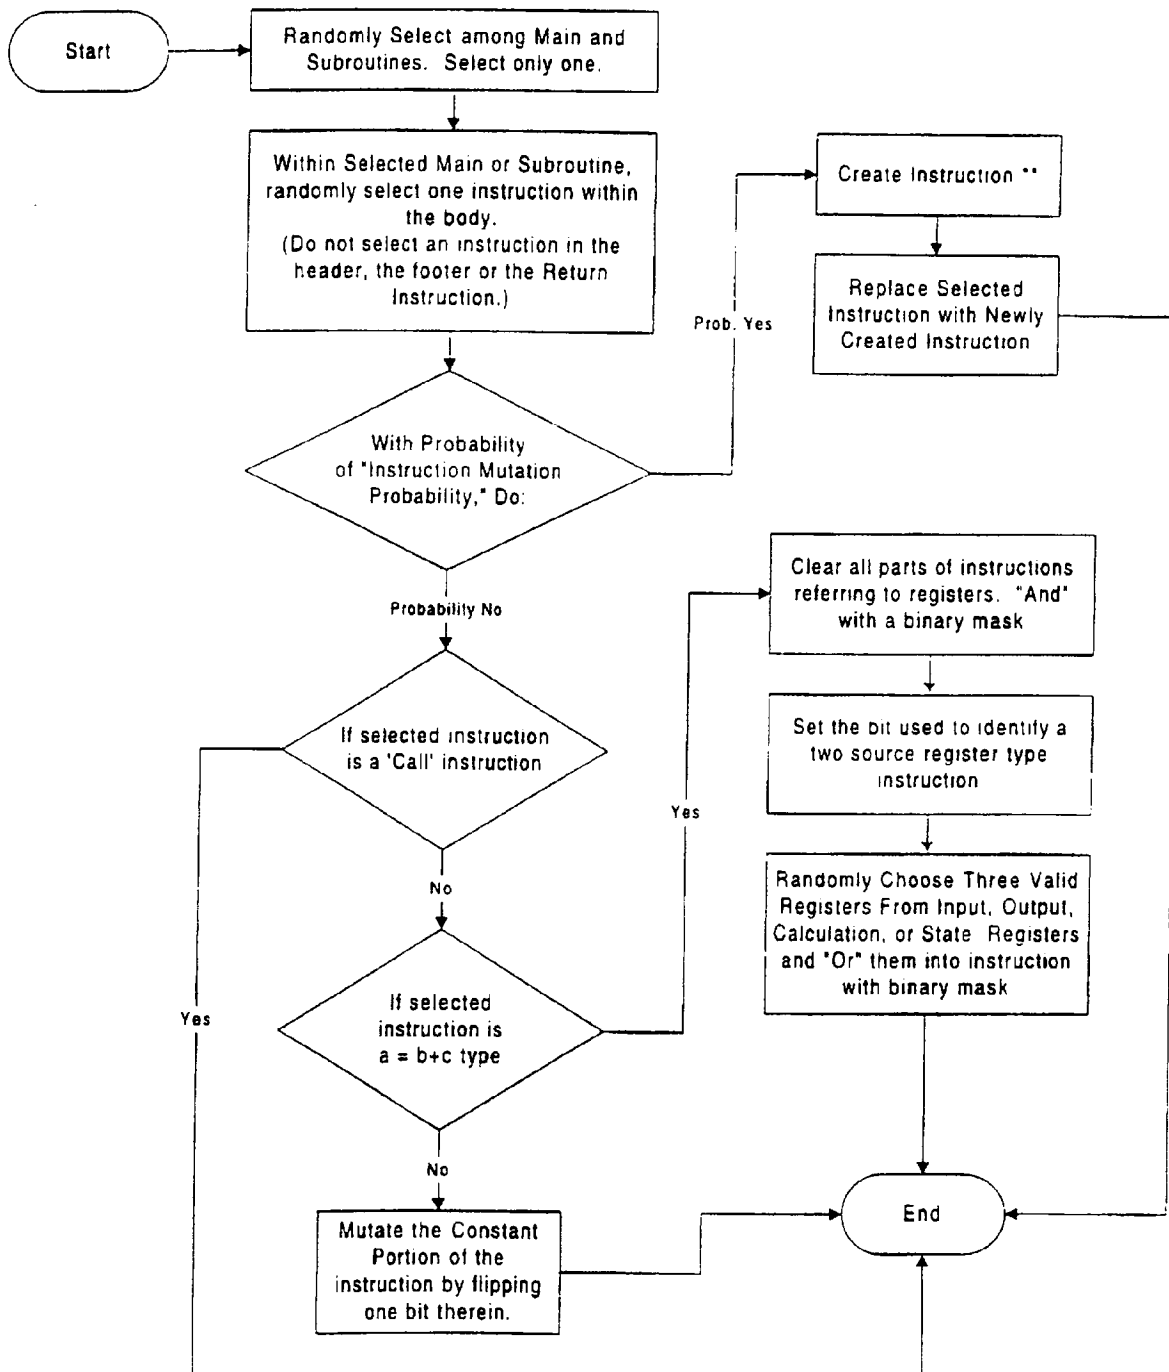 Start
Randomly Select among Main and
Subroutines. Select only one.
Within Selected Main or Subroutine,
randomly select one instruction within
the body.
(Do not select an instruction in the
header, the footer or the Return
Instruction.)
Create Instruction **
Replace Selected
Instruction with Newly
Created Instruction
Prob. Yes
With Probability
of "Instruction Mutation
Probability," Do:
Probability No
Clear all parts of instructions
referring to registers. "And"
with a binary mask
If selected instruction
is a 'Call' instruction
Set the bit used to identify a
two source register type
instruction
Yes
No
Randomly Choose Three Valid
Registers From Input, Output,
Calculation, or State Registers
and "Or" them into instruction
with binary mask
Yes
If selected
instruction is
a = b+c type
No
Mutate the Constant
Portion of the
instruction by flipping
one bit therein.
End